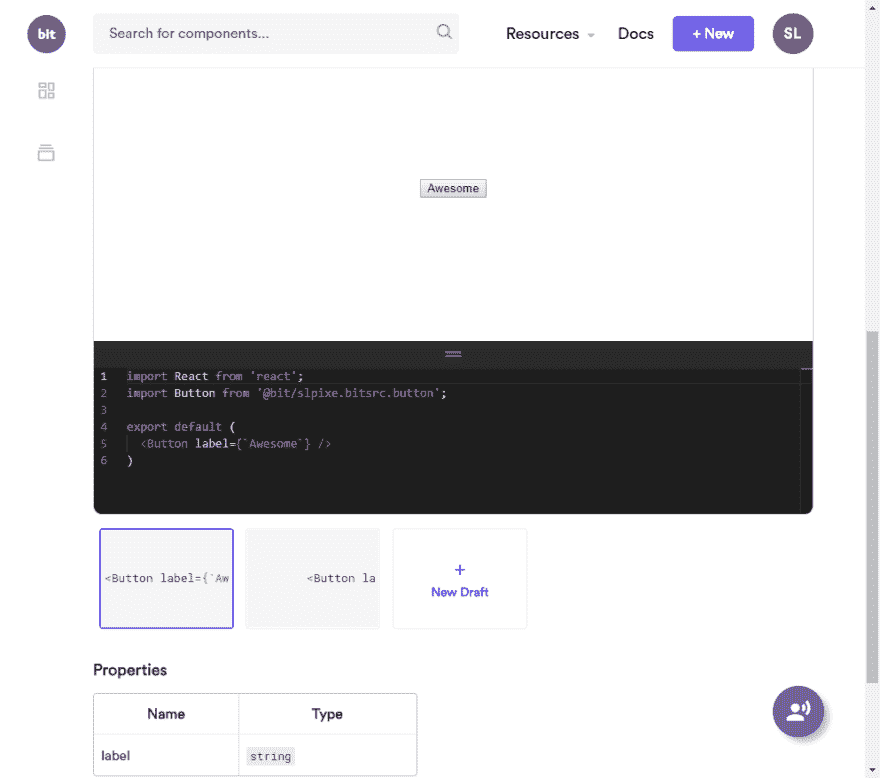 bit
Search for components...
Resources
Docs
+ New
SL
Awesome
1 import React from 'react';
2 import Button from '@bit/slpixe.bitsrc.button';
3
4 export default (
5 <Button label={`Awesome`} />
6 )
<Button label={`Aw
<Button la
+
New Draft
Properties
Name Type
label string